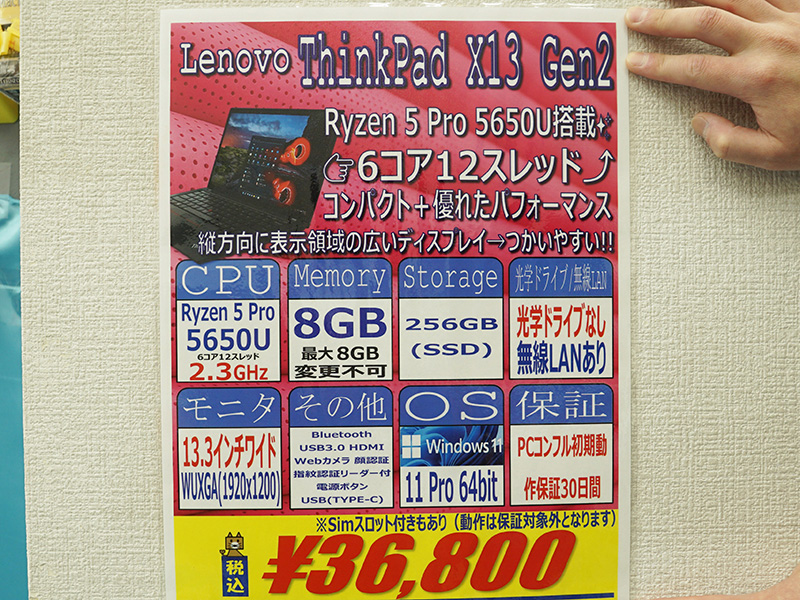 Lenovo ThinkPad X13 Gen2
Ryzen 5 Pro 5650U搭載
6コア12スレッド
コンパクト+優れたパフォーマンス
縦方向に表示領域の広いディスプレイ→つかいやすい!!
CPU
Ryzen 5 Pro
5650U
6コア12スレッド
2.3GHz
Memory
8GB
最大8GB
変更不可
Storage
256GB
(SSD)
光学ドライブ/無線LAN
光学ドライブなし
無線LANあり
モニタ
13.3インチワイド
WUXGA(1920x1200)
その他
Bluetooth
USB3.0 HDMI
Webカメラ 顔認証
指紋認証リーダー付
電源ボタン
USB(TYPE-C)
OS
Windows 11
11 Pro 64bit
保証
PCコンフル初期動
作保証30日間
※Simスロット付きもあり(動作は保証対象外となります)
税込
¥36,800